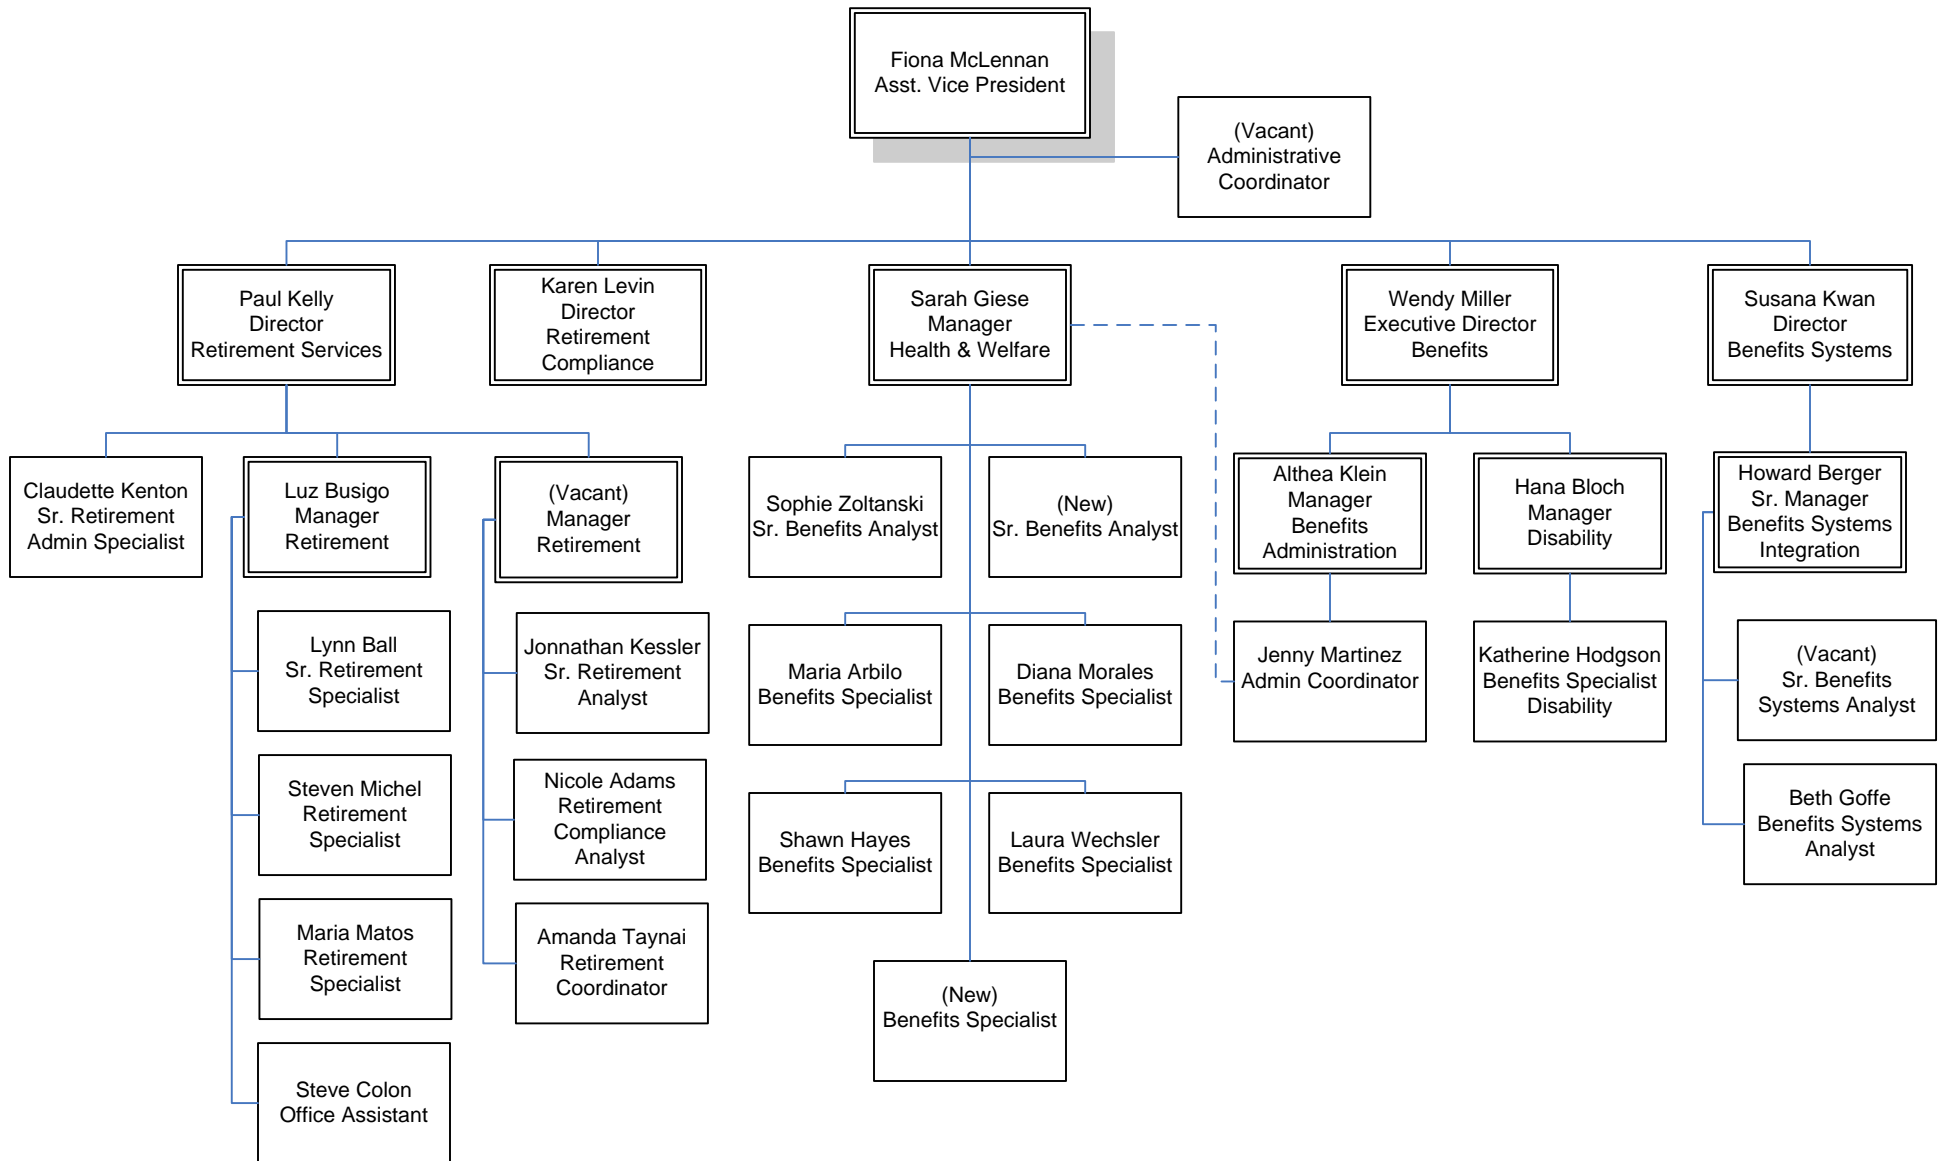 Fiona McLennan
Asst. Vice President
(Vacant)
Administrative
Coordinator
Paul Kelly
Director
Retirement Services
Karen Levin
Director
Retirement
Compliance
Sarah Giese
Manager
Health & Welfare
Wendy Miller
Executive Director
Benefits
Susana Kwan
Director
Benefits Systems
Claudette Kenton
Sr. Retirement
Admin Specialist
Luz Busigo
Manager
Retirement
(Vacant)
Manager
Retirement
Sophie Zoltanski
Sr. Benefits Analyst
(New)
Sr. Benefits Analyst
Althea Klein
Manager
Benefits
Administration
Hana Bloch
Manager
Disability
Howard Berger
Sr. Manager
Benefits Systems
Integration
Lynn Ball
Sr. Retirement
Specialist
Jonnathan Kessler
Sr. Retirement
Analyst
Maria Arbilo
Benefits Specialist
Diana Morales
Benefits Specialist
Jenny Martinez
Admin Coordinator
Katherine Hodgson
Benefits Specialist
Disability
(Vacant)
Sr. Benefits
Systems Analyst
Steven Michel
Retirement
Specialist
Nicole Adams
Retirement
Compliance
Analyst
Shawn Hayes
Benefits Specialist
Laura Wechsler
Benefits Specialist
Beth Goffe
Benefits Systems
Analyst
Maria Matos
Retirement
Specialist
Amanda Taynai
Retirement
Coordinator
(New)
Benefits Specialist
Steve Colon
Office Assistant